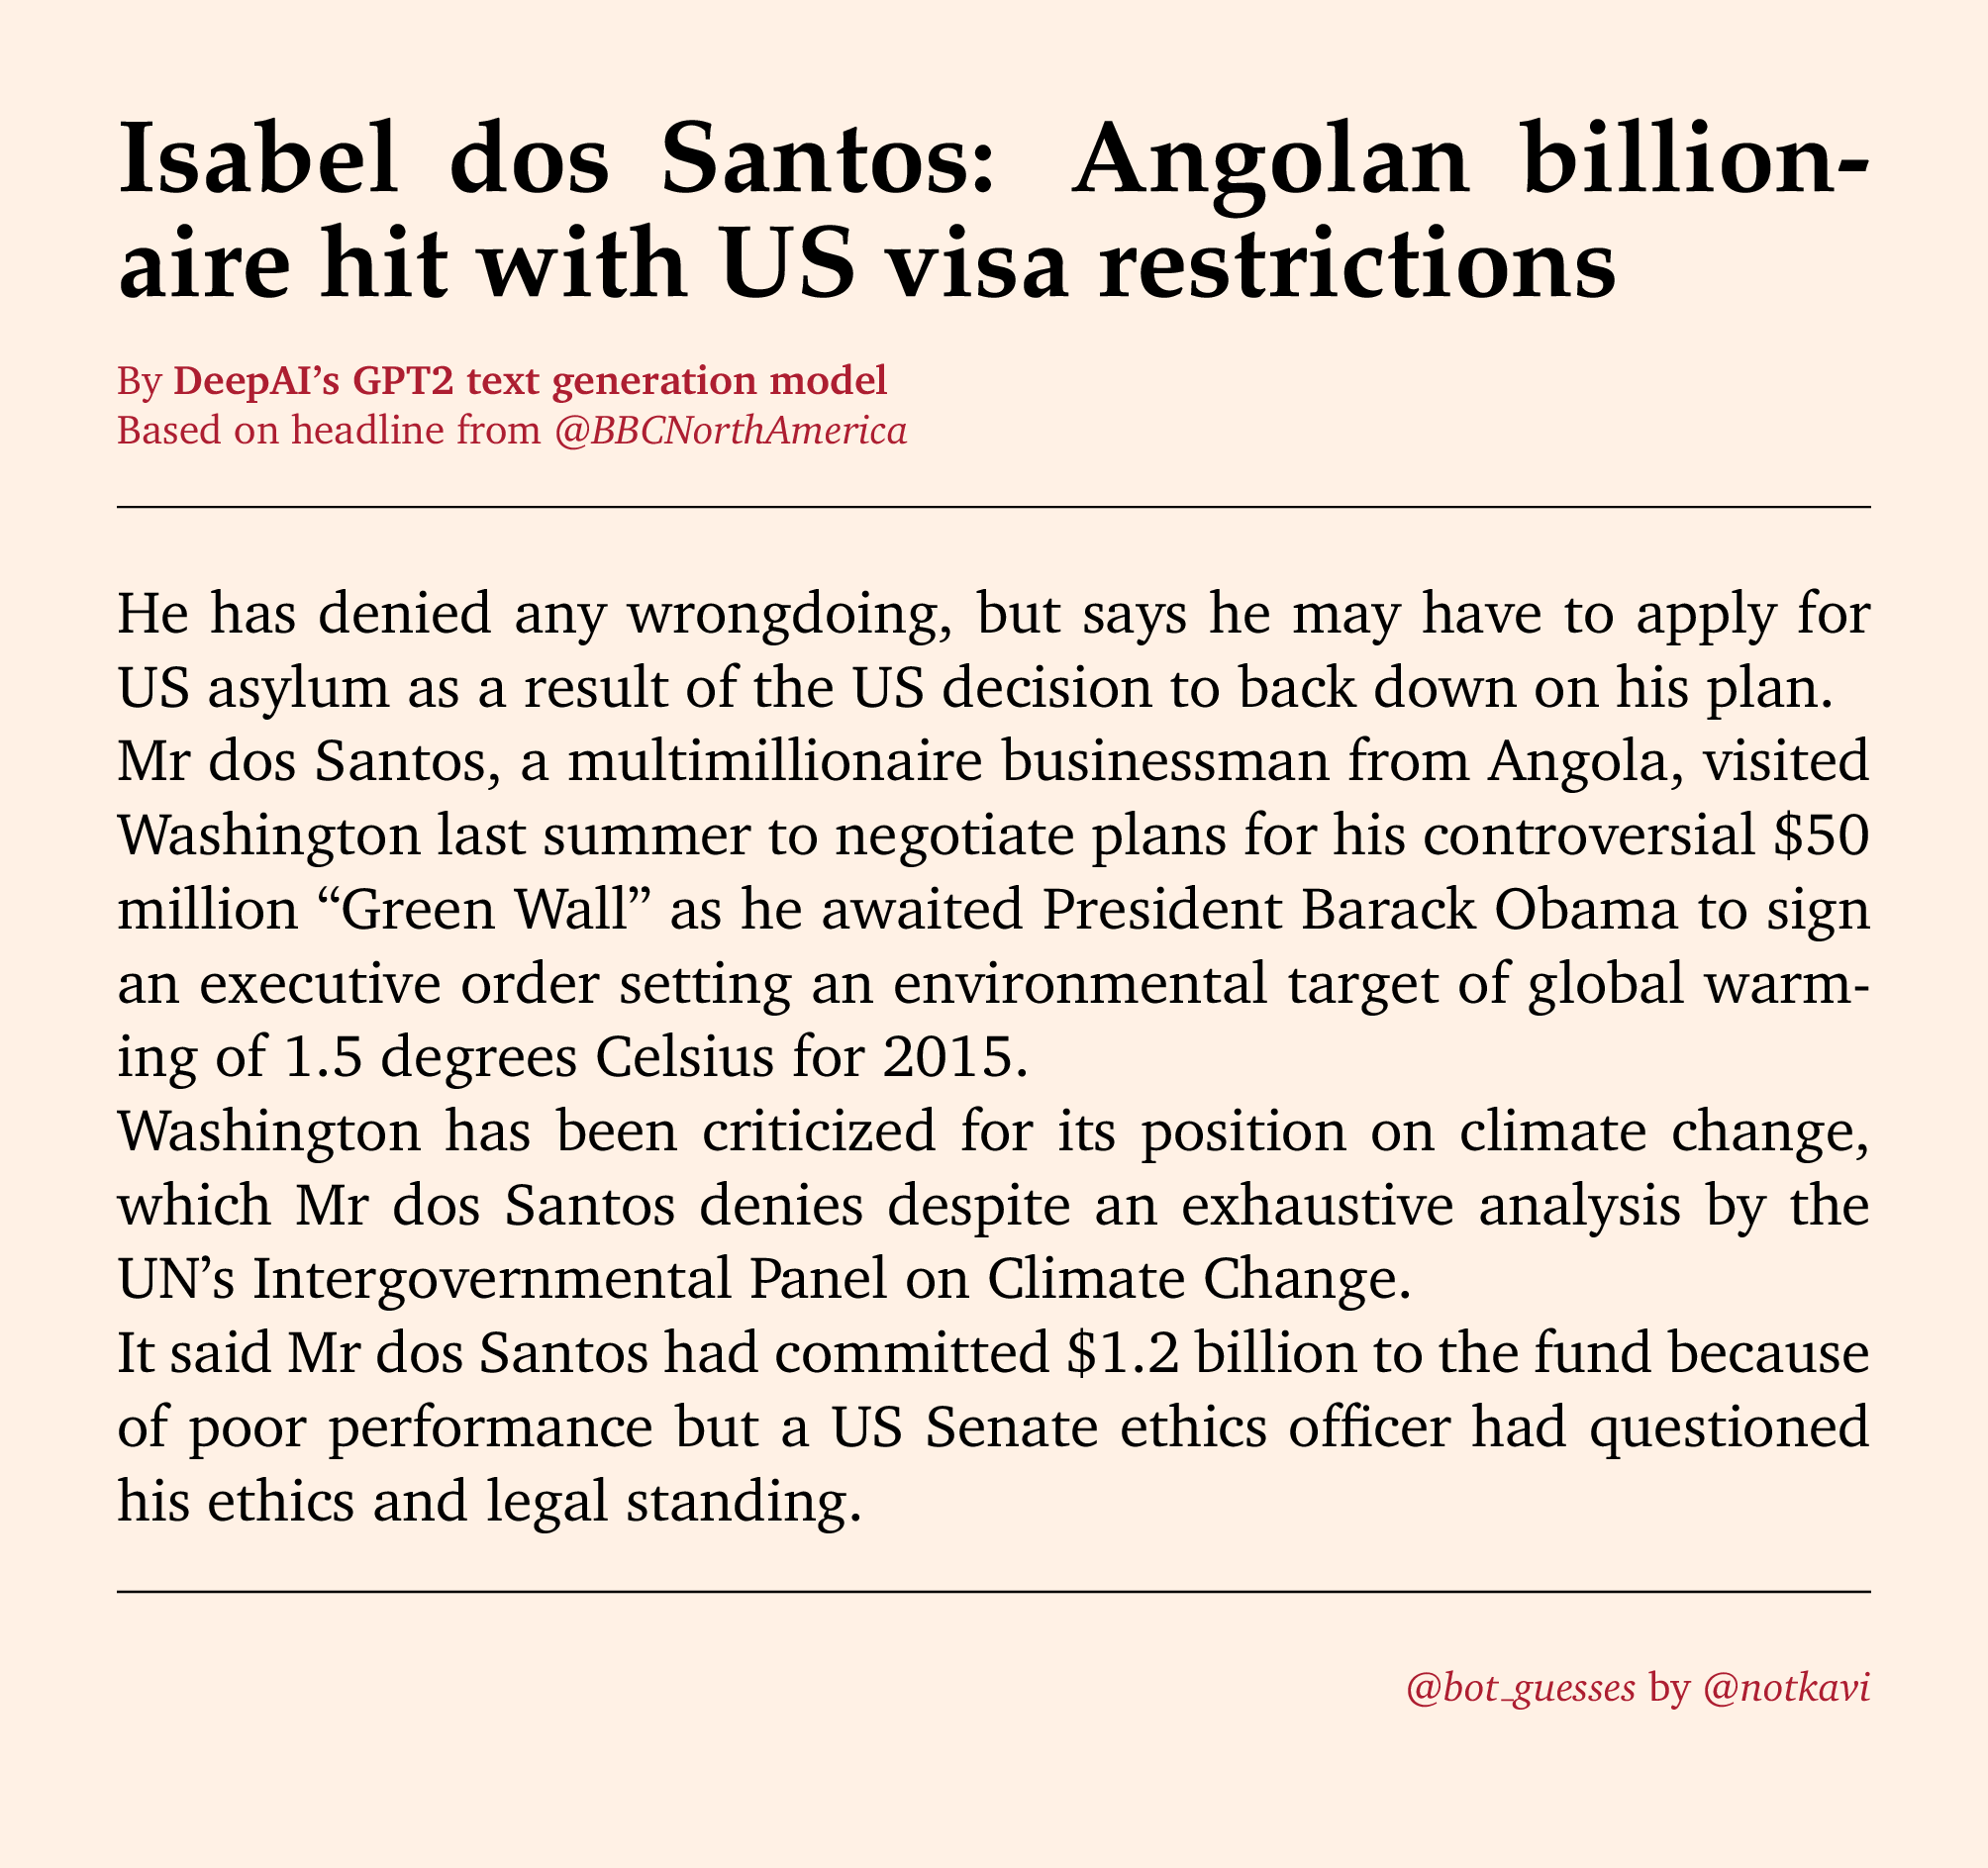 Isabel dos Santos: Angolan billion-
aire hit with US visa restrictions
By DeepAI's GPT2 text generation model
Based on headline from @BBCNorthAmerica
He has denied any wrongdoing, but says he may have to apply for
US asylum as a result of the US decision to back down on his plan.
Mr dos Santos, a multimillionaire businessman from Angola, visited
Washington last summer to negotiate plans for his controversial $50
million “Green Wall” as he awaited President Barack Obama to sign
an executive order setting an environmental target of global warm-
ing of 1.5 degrees Celsius for 2015.
Washington has been criticized for its position on climate change,
which Mr dos Santos denies despite an exhaustive analysis by the
UN’s Intergovernmental Panel on Climate Change.
It said Mr dos Santos had committed $1.2 billion to the fund because
of poor performance but a US Senate ethics officer had questioned
his ethics and legal standing.
@bot_guesses by @notkavi